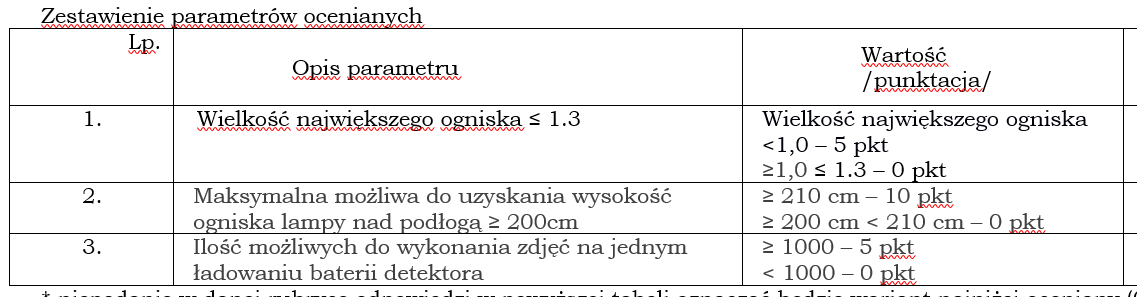 Zestawienie parametrów ocenianych
Lp.
Opis parametru
Wartość
/punktacja/
1.
Wielkość największego ogniska ≤ 1.3
Wielkość największego ogniska
<1,0 – 5 pkt
≥1,0 ≤ 1.3 – 0 pkt
2.
Maksymalna możliwa do uzyskania wysokość
ogniska lampy nad podłogą ≥ 200cm
≥ 210 cm – 10 pkt
≥ 200 cm < 210 cm – 0 pkt
3.
Ilość możliwych do wykonania zdjęć na jednym
ładowaniu baterii detektora
≥ 1000 – 5 pkt
< 1000 – 0 pkt